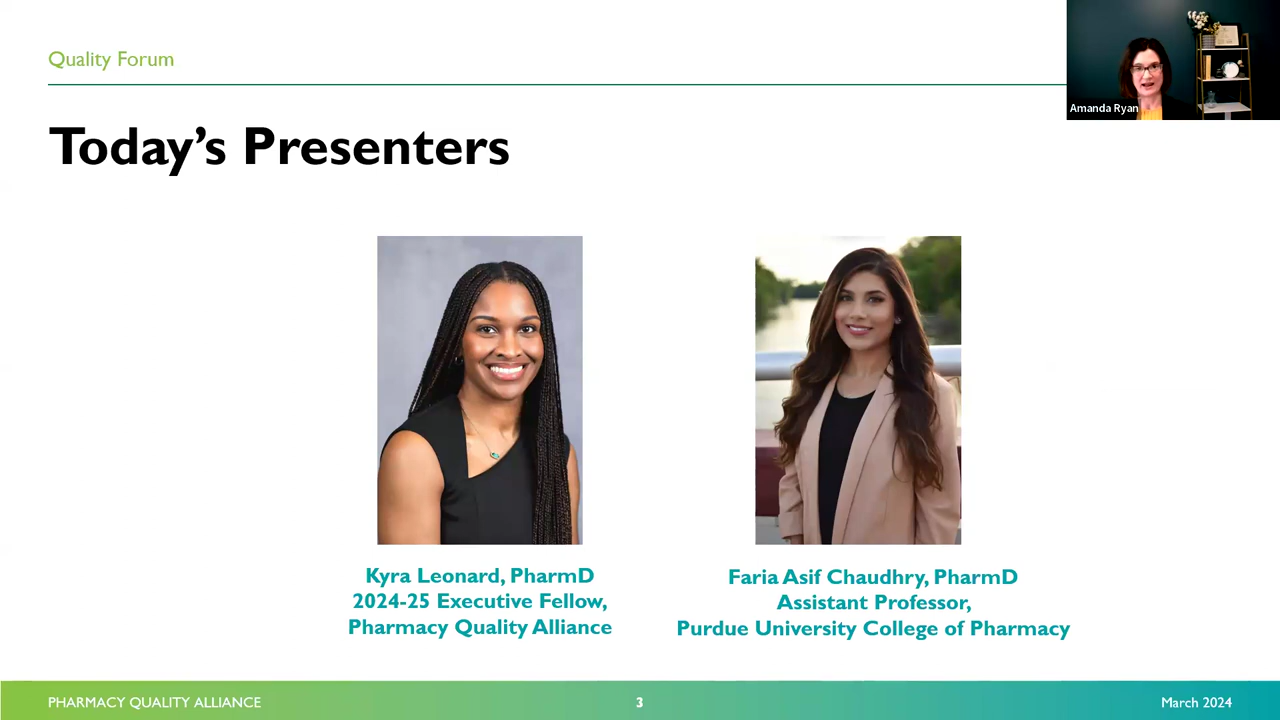 Quality Forum
Amanda Ryan
Today's Presenters
Kyra Leonard, PharmD
2024-25 Executive Fellow,
Pharmacy Quality Alliance
Faria Asif Chaudhry, PharmD
Assistant Professor,
Purdue University College of Pharmacy
PHARMACY QUALITY ALLIANCE
3
March 2024